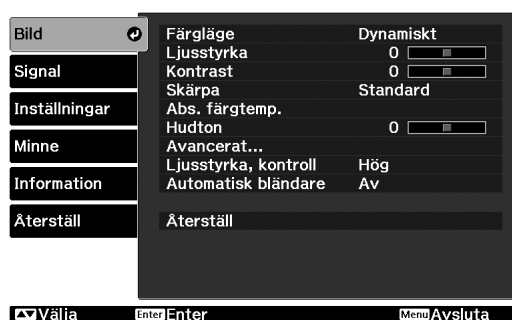 Bild
Signal
Inställningar
Minne
Information
Återställ
Färgläge Dynamiskt
Ljusstyrka 0
Kontrast 0
Skärpa Standard
Abs. färgtemp.
Hudton 0
Avancerat...
Ljusstyrka, kontroll Hög
Automatisk bländare Av
Återställ
Välja Enter Enter Menu Avsluta